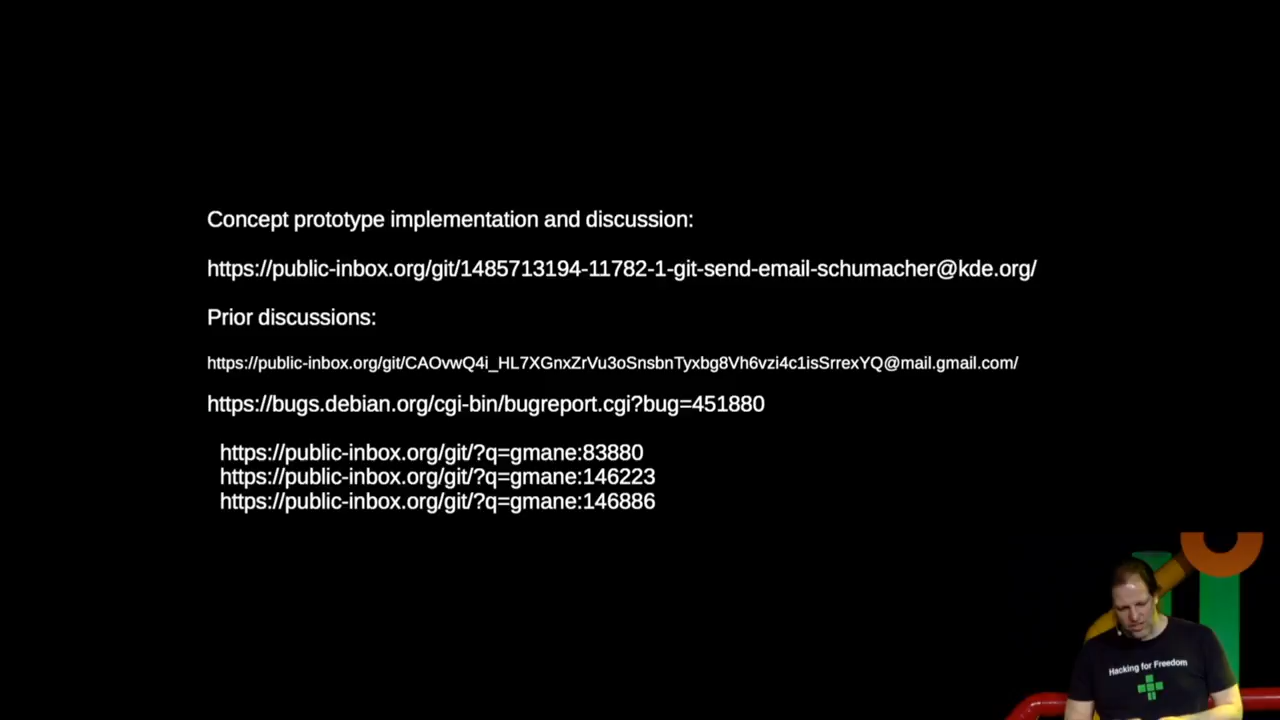 Concept prototype implementation and discussion:
https://public-inbox.org/git/1485713194-11782-1-git-send-email-schumacher@kde.org/
Prior discussions:
https://public-inbox.org/git/CAOvwQ4i_HL7XGnxZrVu3oSnsbnTyxbg8Vh6vzi4c1isSrrexYQ@mail.gmail.com/
https://bugs.debian.org/cgi-bin/bugreport.cgi?bug=451880
https://public-inbox.org/git/?q=gmane:83880
https://public-inbox.org/git/?q=gmane:146223
https://public-inbox.org/git/?q=gmane:146886
Hacking for Freedom